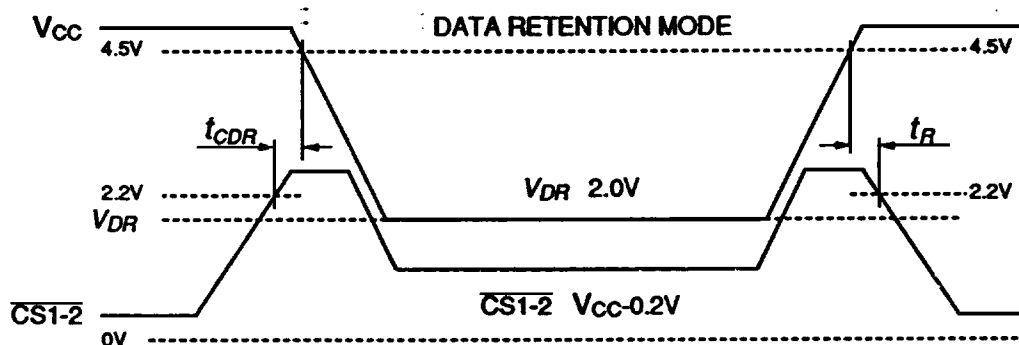 DATA RETENTION MODE
VCC
4.5V
4.5V
tCDR
tR
2.2V
VDR 2.0V
2.2V
VDR
CS1-2
CS1-2 VCC-0.2V
0V